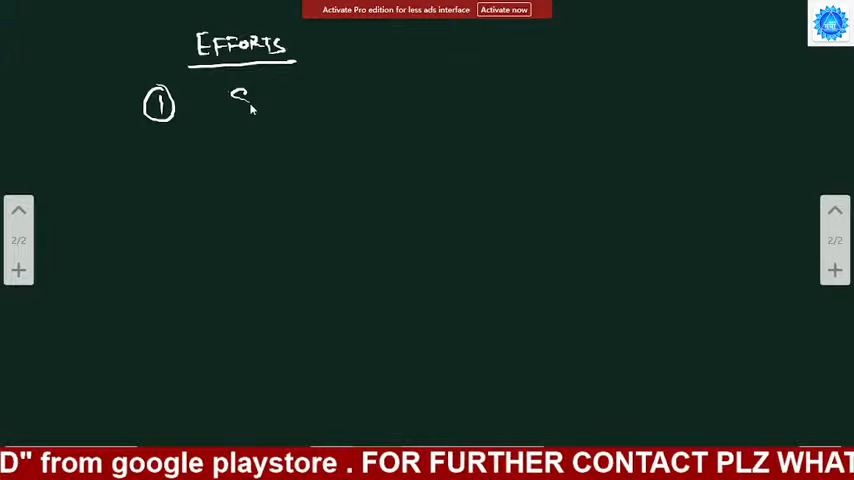 Activate Pro edition for less ads interface Activate now
EFFORTS
1 S
2/2 2/2
D" from google playstore . FOR FURTHER CONTACT PLZ WHAT